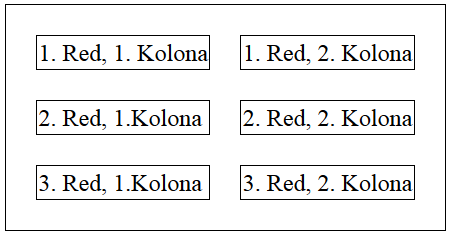 1. Red, 1. Kolona
1. Red, 2. Kolona
2. Red, 1.Kolona
2. Red, 2. Kolona
3. Red, 1.Kolona
3. Red, 2. Kolona